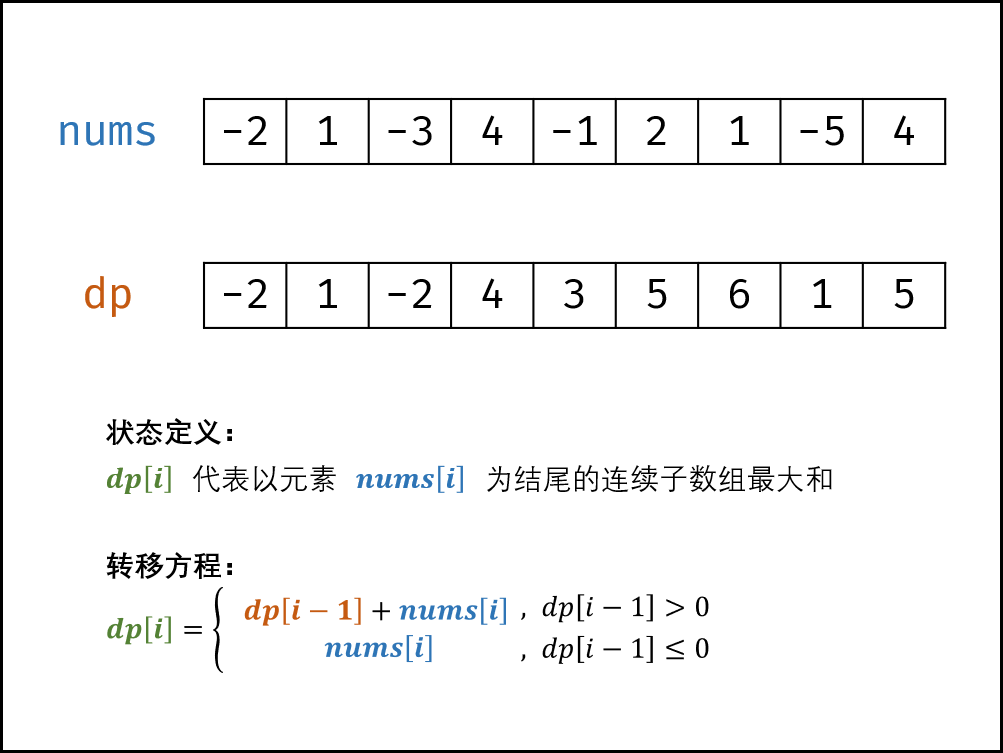 nums -2 1 -3 4 -1 2 1 -5 4
dp -2 1 -2 4 3 5 6 1 5
状态定义：
dp[i] 代表以元素 nums[i] 为结尾的连续子数组最大和
转移方程：
dp[i] = { dp[i − 1] + nums[i] , dp[i − 1] > 0
nums[i] , dp[i − 1] ≤ 0